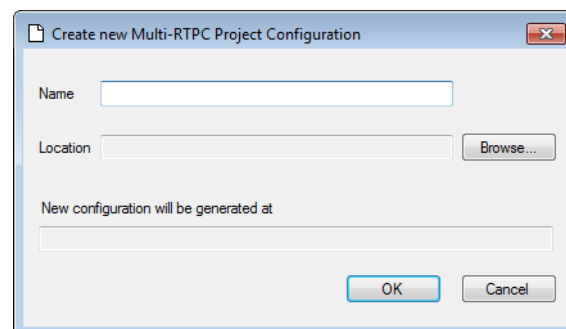 Create new Multi-RTPC Project Configuration
Name
Location
Browse...
New configuration will be generated at
OK
Cancel